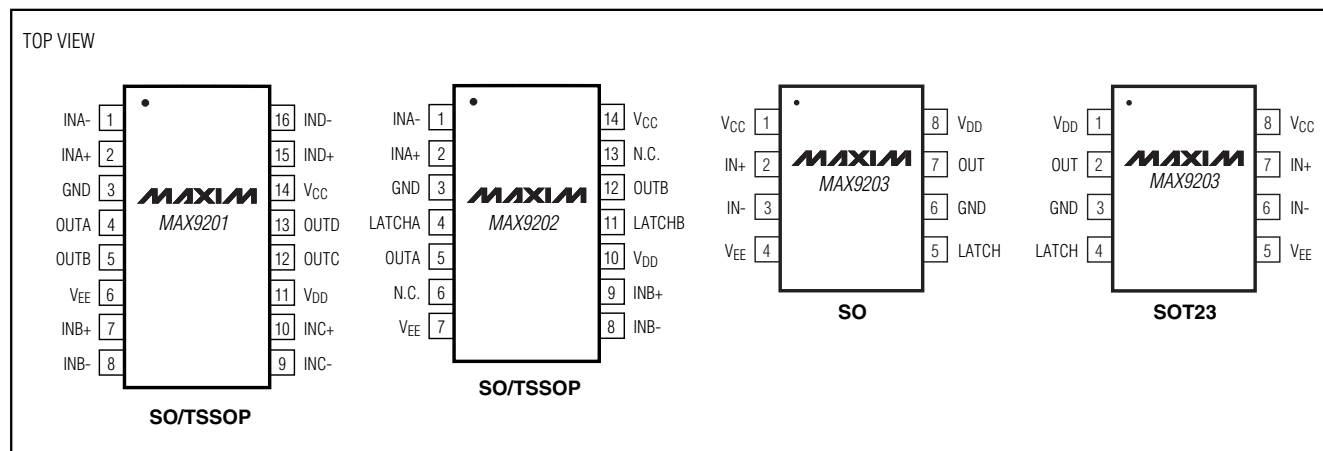 TOP VIEW
INA- 1
INA+ 2
GND 3
OUTA 4
OUTB 5
VEE 6
INB+ 7
INB- 8
16 IND-
15 IND+
14 VCC
13 OUTD
12 OUTC
11 VDD
10 INC+
9 INC-
MAXIM
MAX9201
SO/TSSOP
INA- 1
INA+ 2
GND 3
LATCHA 4
OUTA 5
N.C. 6
VEE 7
14 VCC
13 N.C.
12 OUTB
11 LATCHB
10 VDD
9 INB+
8 INB-
MAXIM
MAX9202
SO/TSSOP
VCC 1
IN+ 2
IN- 3
VEE 4
8 VDD
7 OUT
6 GND
5 LATCH
MAXIM
MAX9203
SO
VDD 1
OUT 2
GND 3
LATCH 4
8 VCC
7 IN+
6 IN-
5 VEE
MAXIM
MAX9203
SOT23